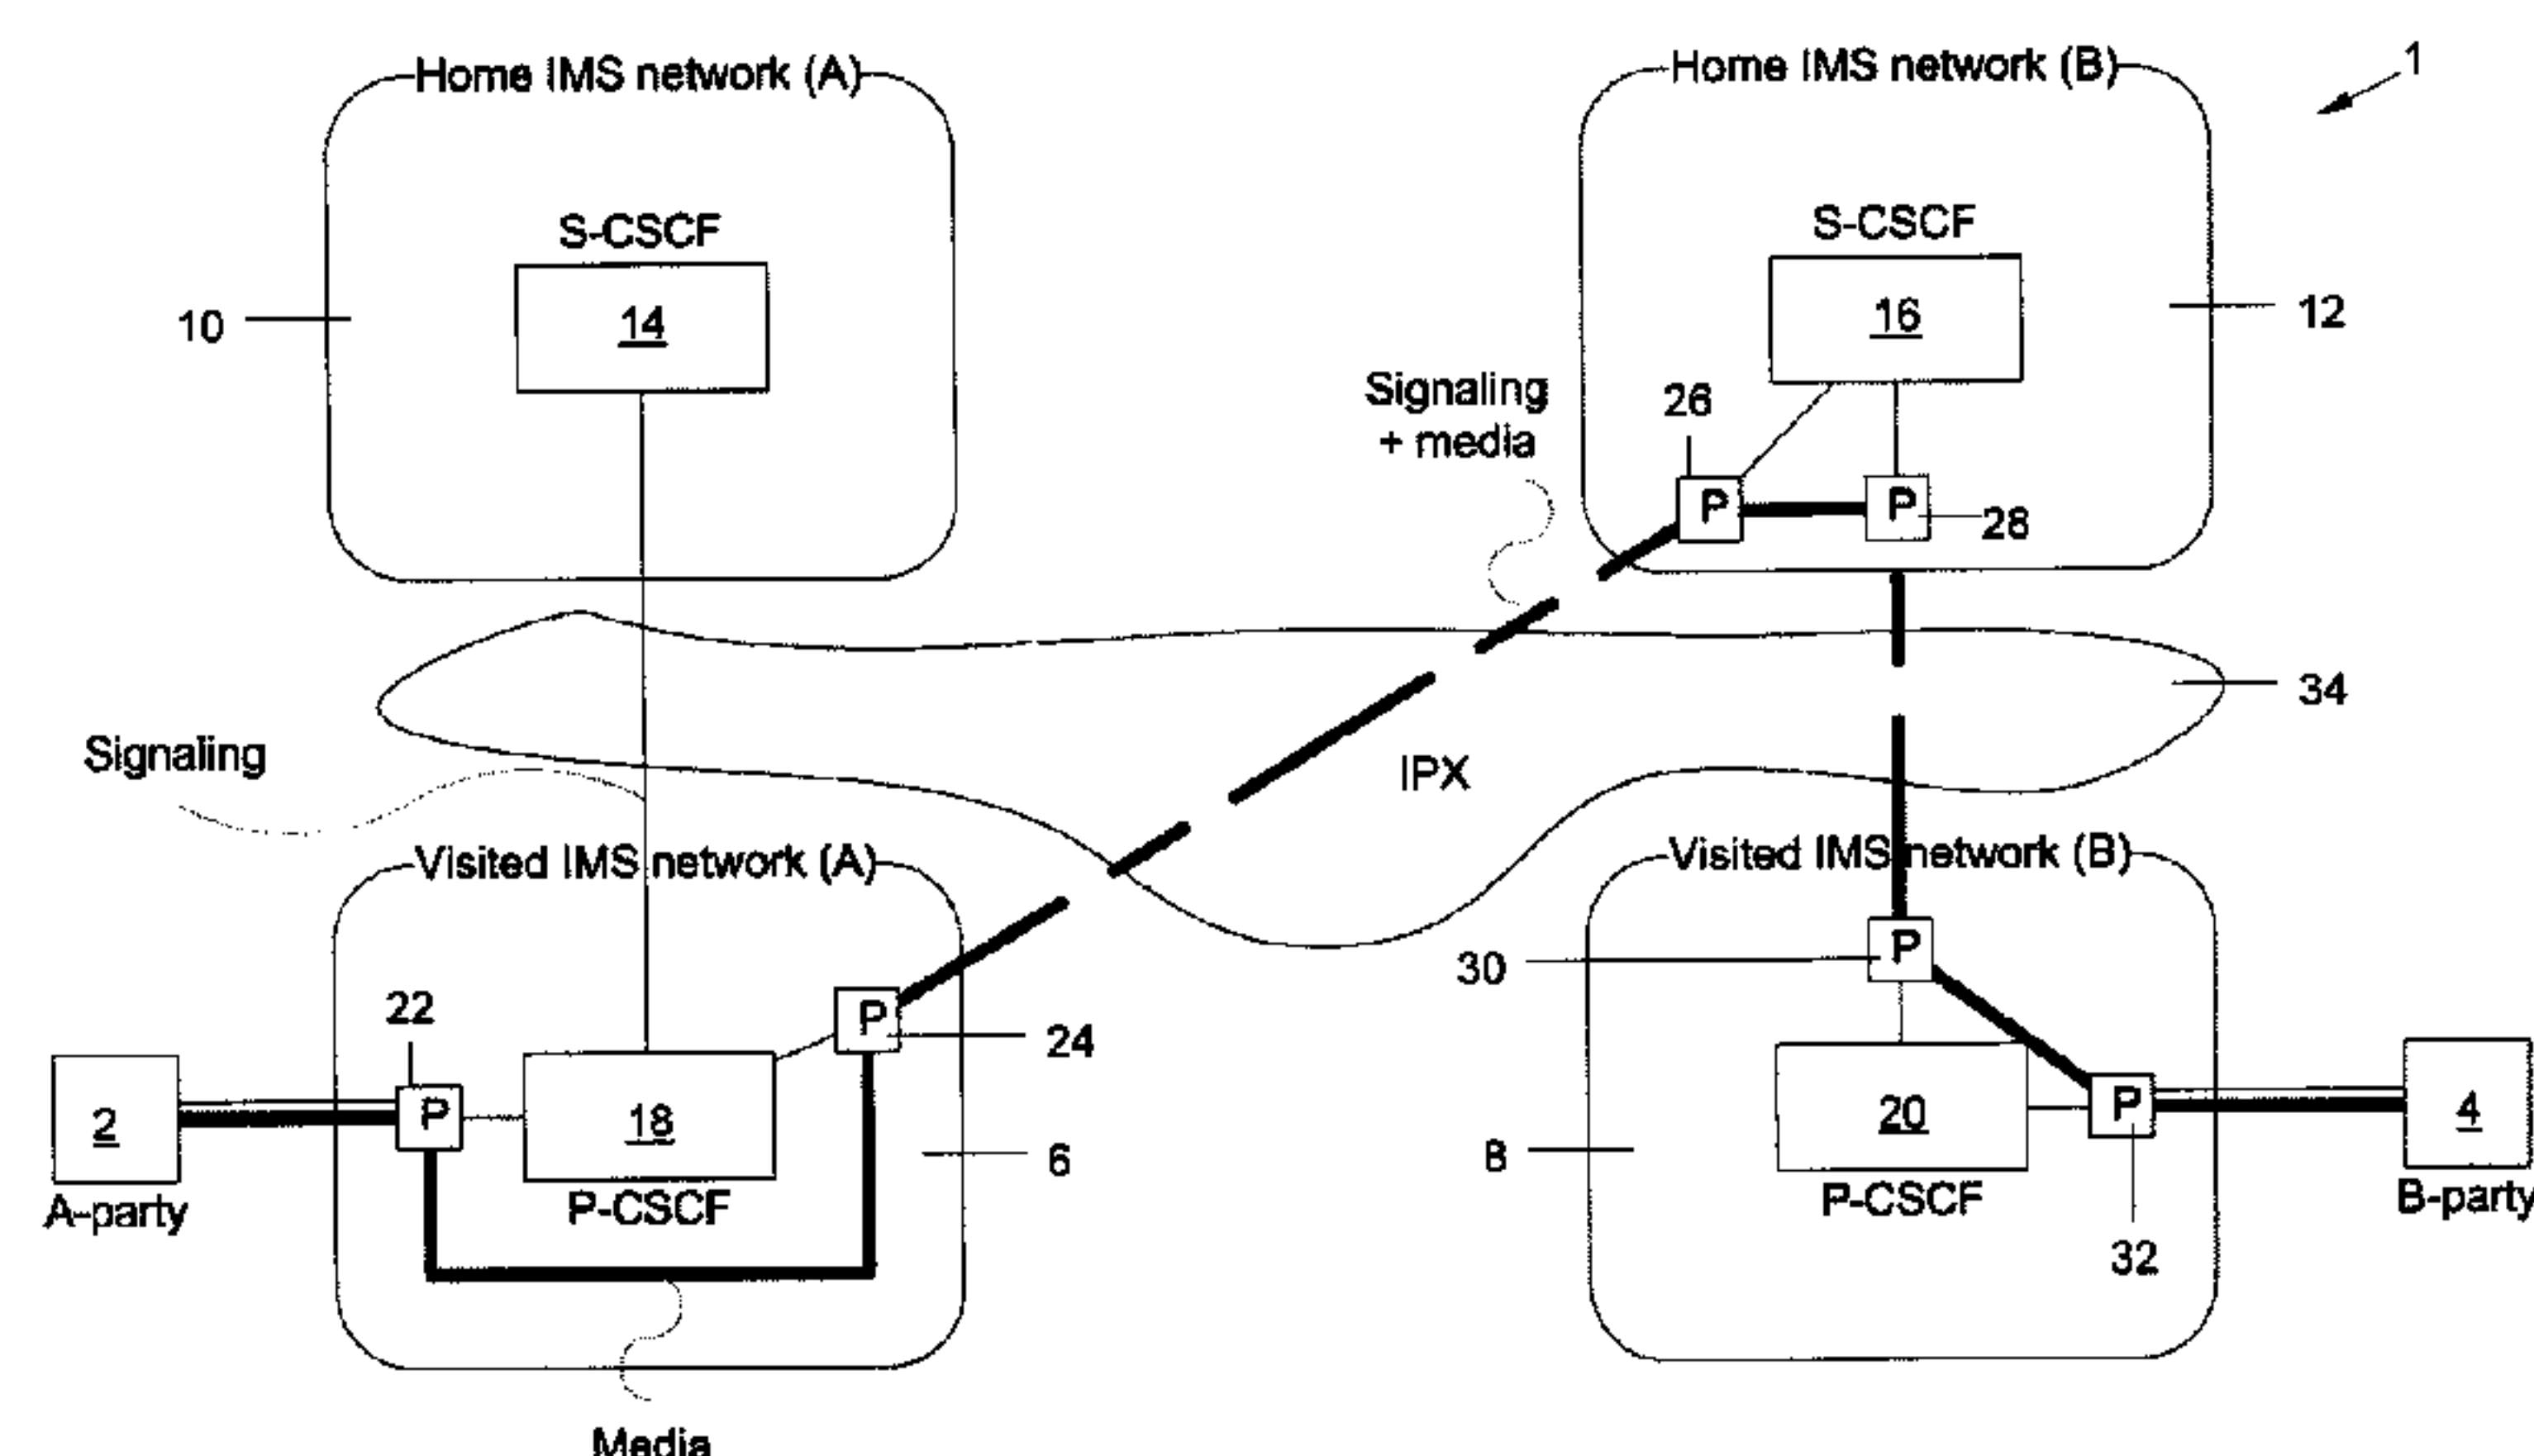 Home IMS network (A)
Home IMS network (B)
1
S-CSCF
14
10
S-CSCF
16
12
Signaling
+ media
26
P
P
28
34
Signaling
IPX
Visited IMS network (A)
Visited IMS network (B)
22
P
24
30
P
2
A-party
P
18
P-CSCF
6
8
20
P-CSCF
P
32
4
B-party
Media